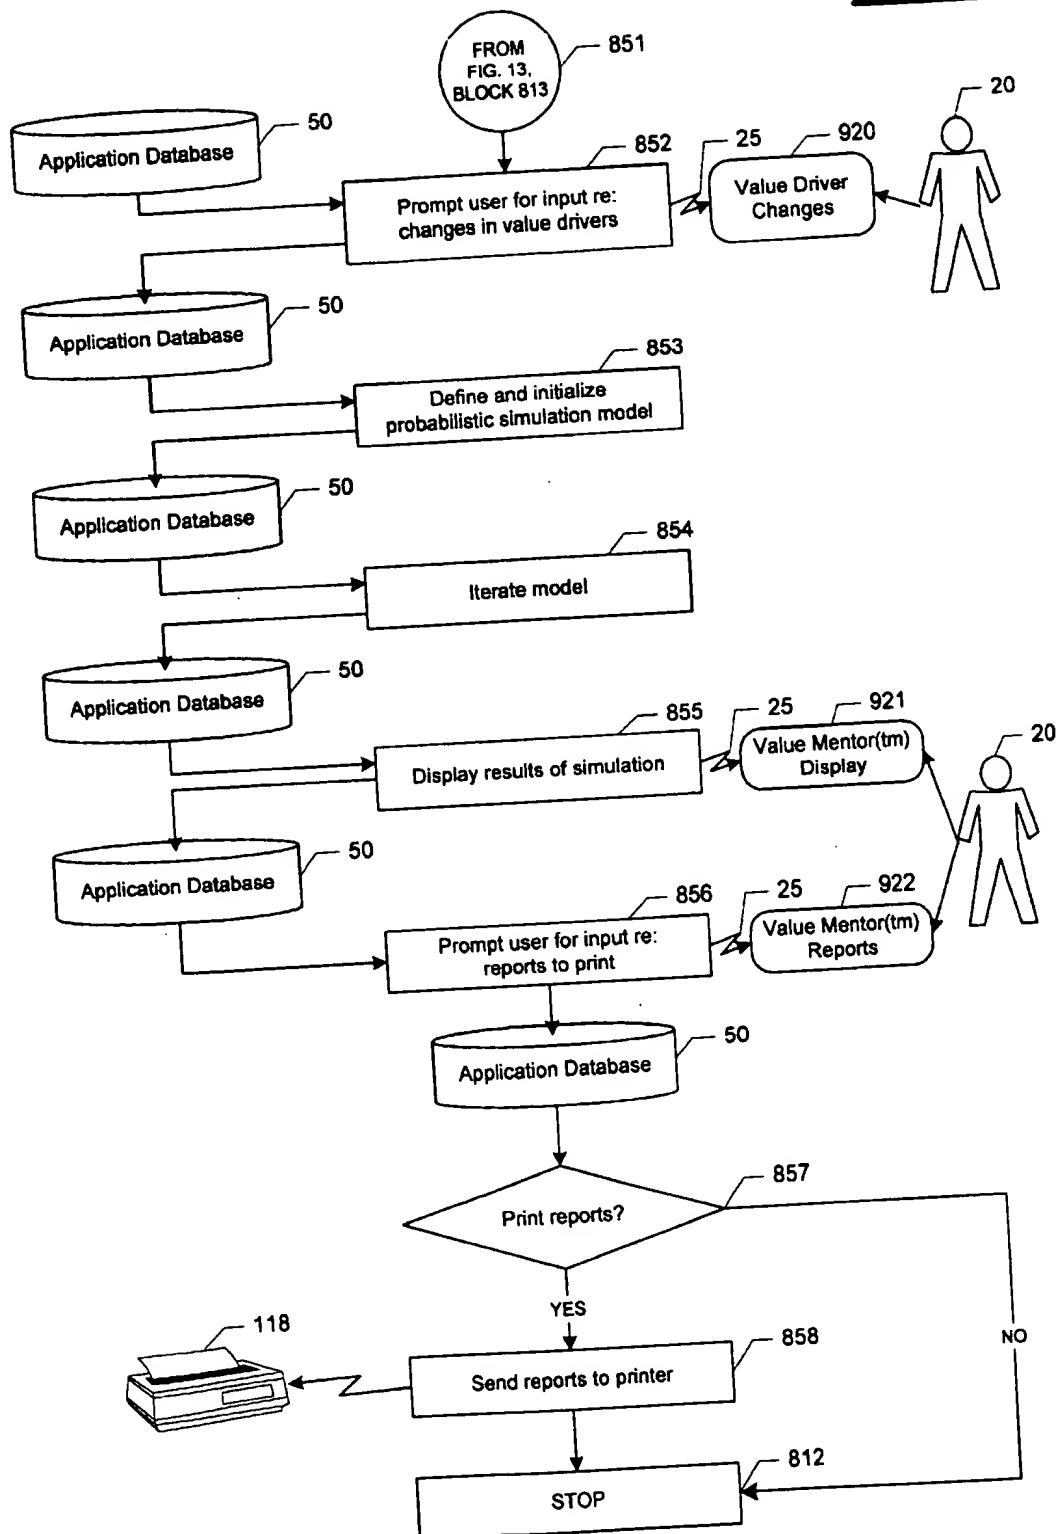 FROM
FIG. 13,
BLOCK 813
851
50
Application Database
852
Prompt user for input re:
changes in value drivers
25
920
Value Driver
Changes
20
50
Application Database
853
Define and initialize
probabilistic simulation model
50
Application Database
854
Iterate model
50
Application Database
855
Display results of simulation
25
921
Value Mentor(tm)
Display
20
50
Application Database
856
Prompt user for input re:
reports to print
25
922
Value Mentor(tm)
Reports
50
Application Database
857
Print reports?
YES
NO
118
858
Send reports to printer
812
STOP